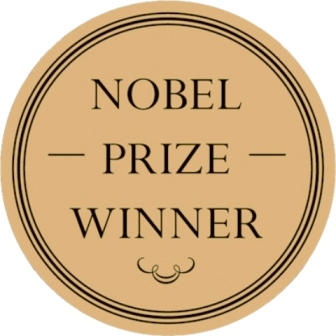 NOBEL
— PRIZE —
WINNER